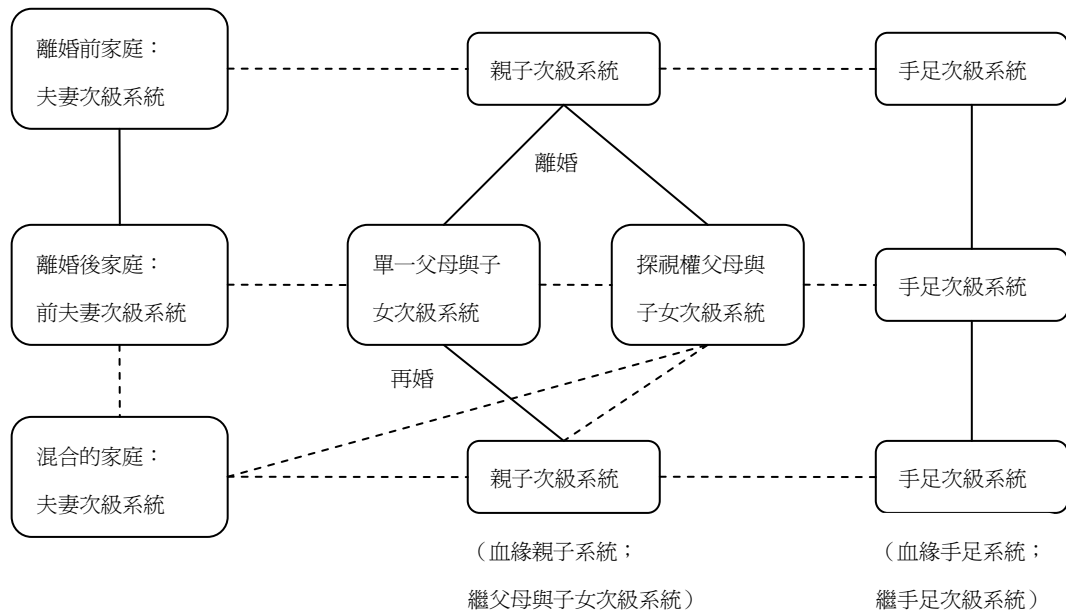 離婚前家庭：
夫妻次級系統
親子次級系統
手足次級系統
離婚
離婚後家庭：
前夫妻次級系統
單一父母與子
女次級系統
探視權父母與
子女次級系統
手足次級系統
再婚
混合的家庭：
夫妻次級系統
親子次級系統
手足次級系統
（血緣親子系統；
繼父母與子女次級系統）
（血緣手足系統；
繼手足次級系統）